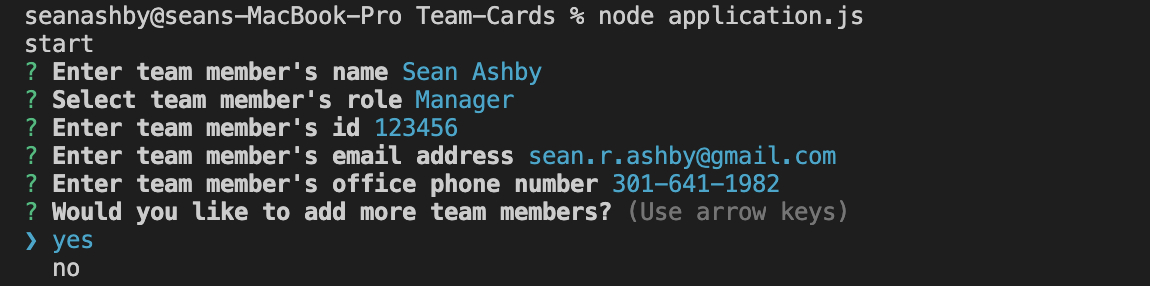 seanashby@seans-MacBook-Pro Team-Cards % node application.js
start
? Enter team member's name Sean Ashby
? Select team member's role Manager
? Enter team member's id 123456
? Enter team member's email address sean.r.ashby@gmail.com
? Enter team member's office phone number 301-641-1982
? Would you like to add more team members? (Use arrow keys)
❯ yes
  no